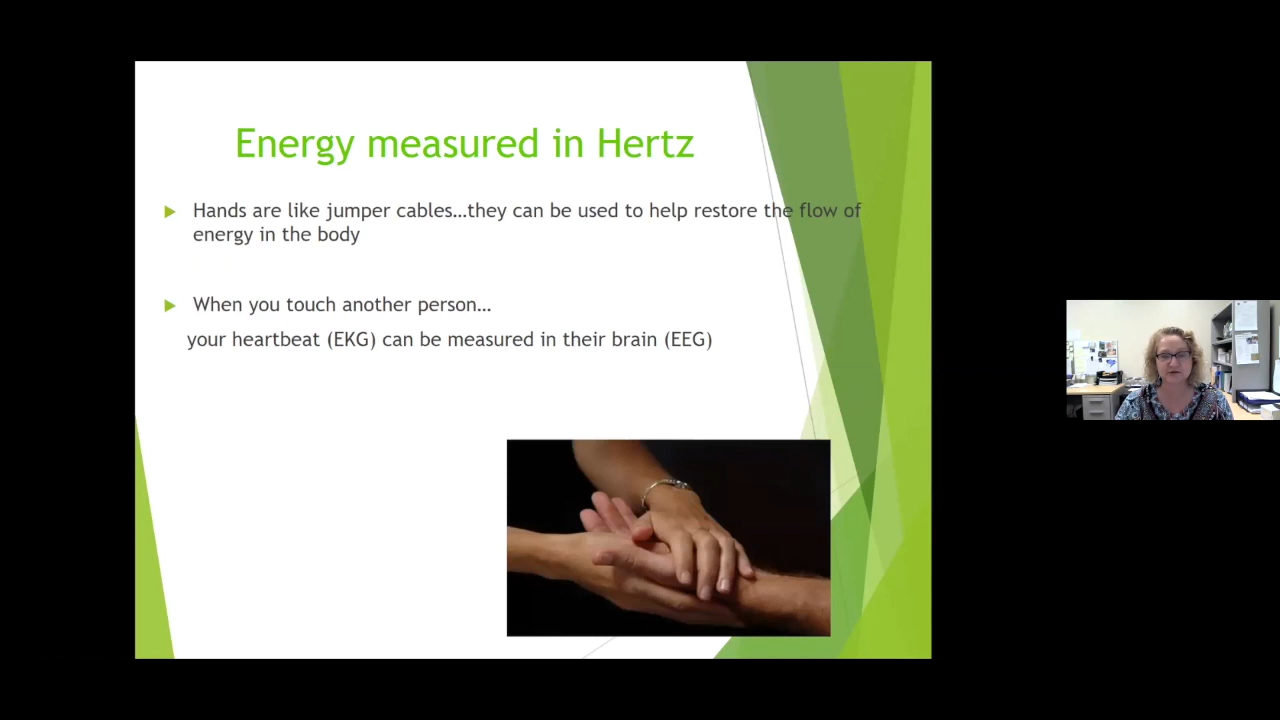 Energy measured in Hertz
Hands are like jumper cables…they can be used to help restore the flow of
energy in the body
When you touch another person…
your heartbeat (EKG) can be measured in their brain (EEG)